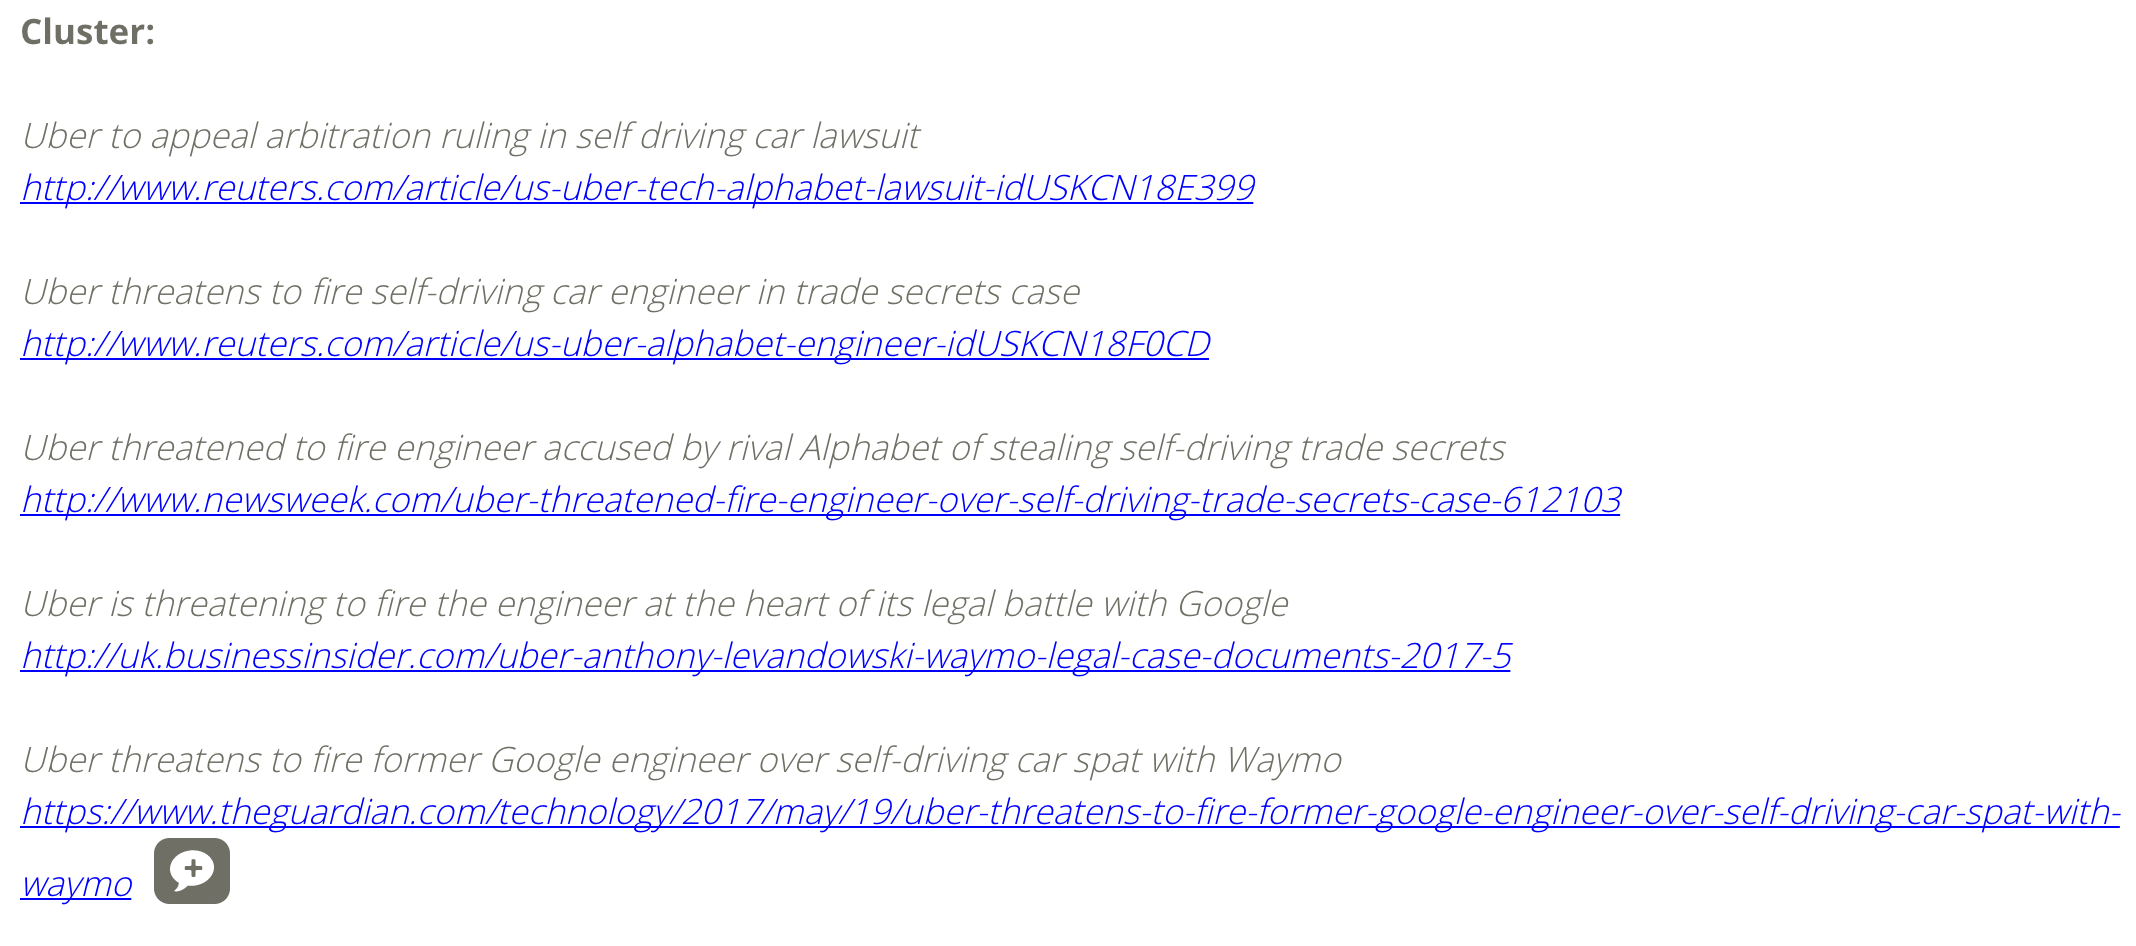 Cluster:
Uber to appeal arbitration ruling in self driving car lawsuit
http://www.reuters.com/article/us-uber-tech-alphabet-lawsuit-idUSKCN18E399
Uber threatens to fire self-driving car engineer in trade secrets case
http://www.reuters.com/article/us-uber-alphabet-engineer-idUSKCN18F0CD
Uber threatened to fire engineer accused by rival Alphabet of stealing self-driving trade secrets
http://www.newsweek.com/uber-threatened-fire-engineer-over-self-driving-trade-secrets-case-612103
Uber is threatening to fire the engineer at the heart of its legal battle with Google
http://uk.businessinsider.com/uber-anthony-levandowski-waymo-legal-case-documents-2017-5
Uber threatens to fire former Google engineer over self-driving car spat with Waymo
https://www.theguardian.com/technology/2017/may/19/uber-threatens-to-fire-former-google-engineer-over-self-driving-car-spat-with-
waymo